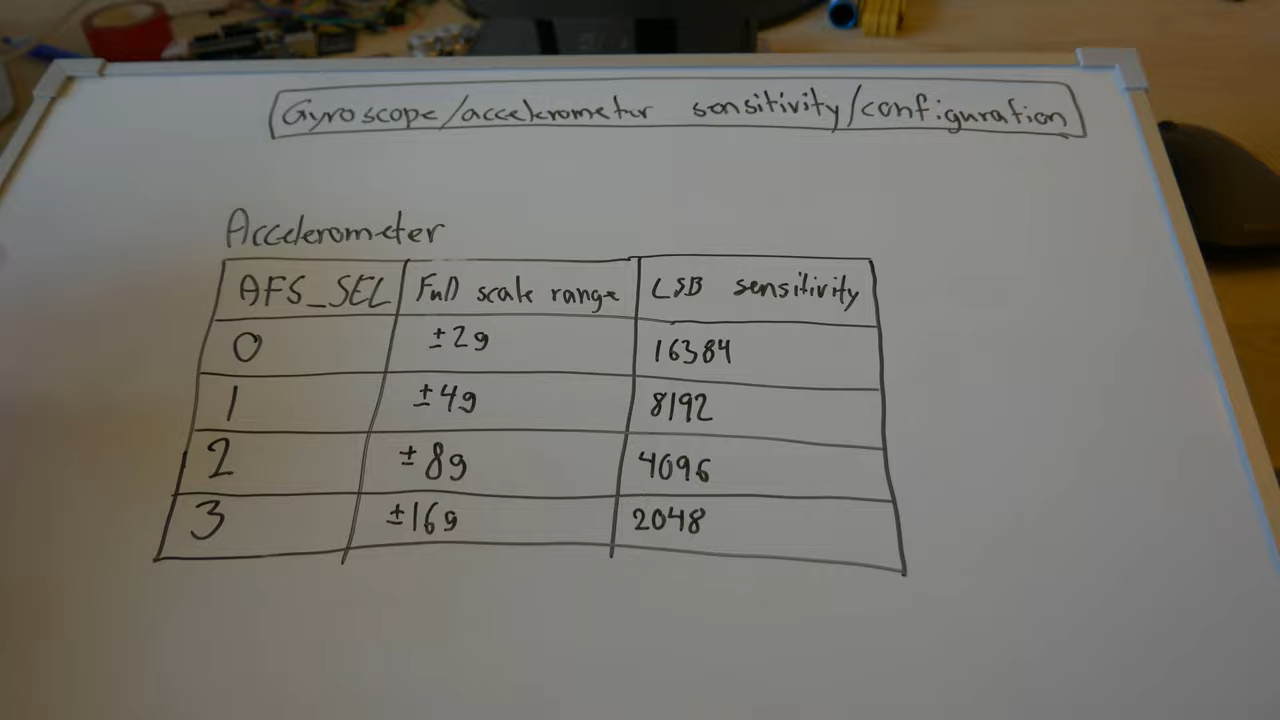 Gyroscope/accelerometer sensitivity/configuration
Accelerometer
AFS_SEL Full scale range LSB sensitivity
0 ±2g 16384
1 ±4g 8192
2 ±8g 4096
3 ±16g 2048